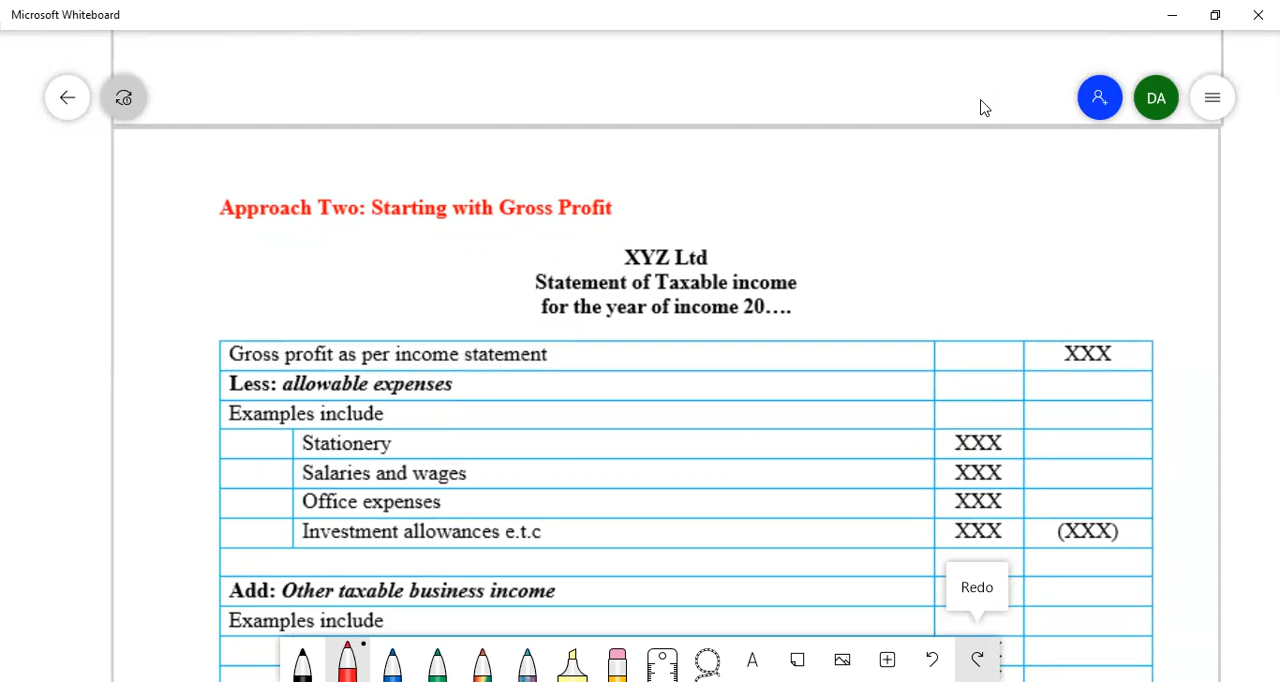 Microsoft Whiteboard
DA
Approach Two: Starting with Gross Profit
XYZ Ltd
Statement of Taxable income
for the year of income 20....
Gross profit as per income statement XXX
Less: allowable expenses
Examples include
Stationery XXX
Salaries and wages XXX
Office expenses XXX
Investment allowances e.t.c XXX (XXX)
Redo
Add: Other taxable business income
Examples include
A